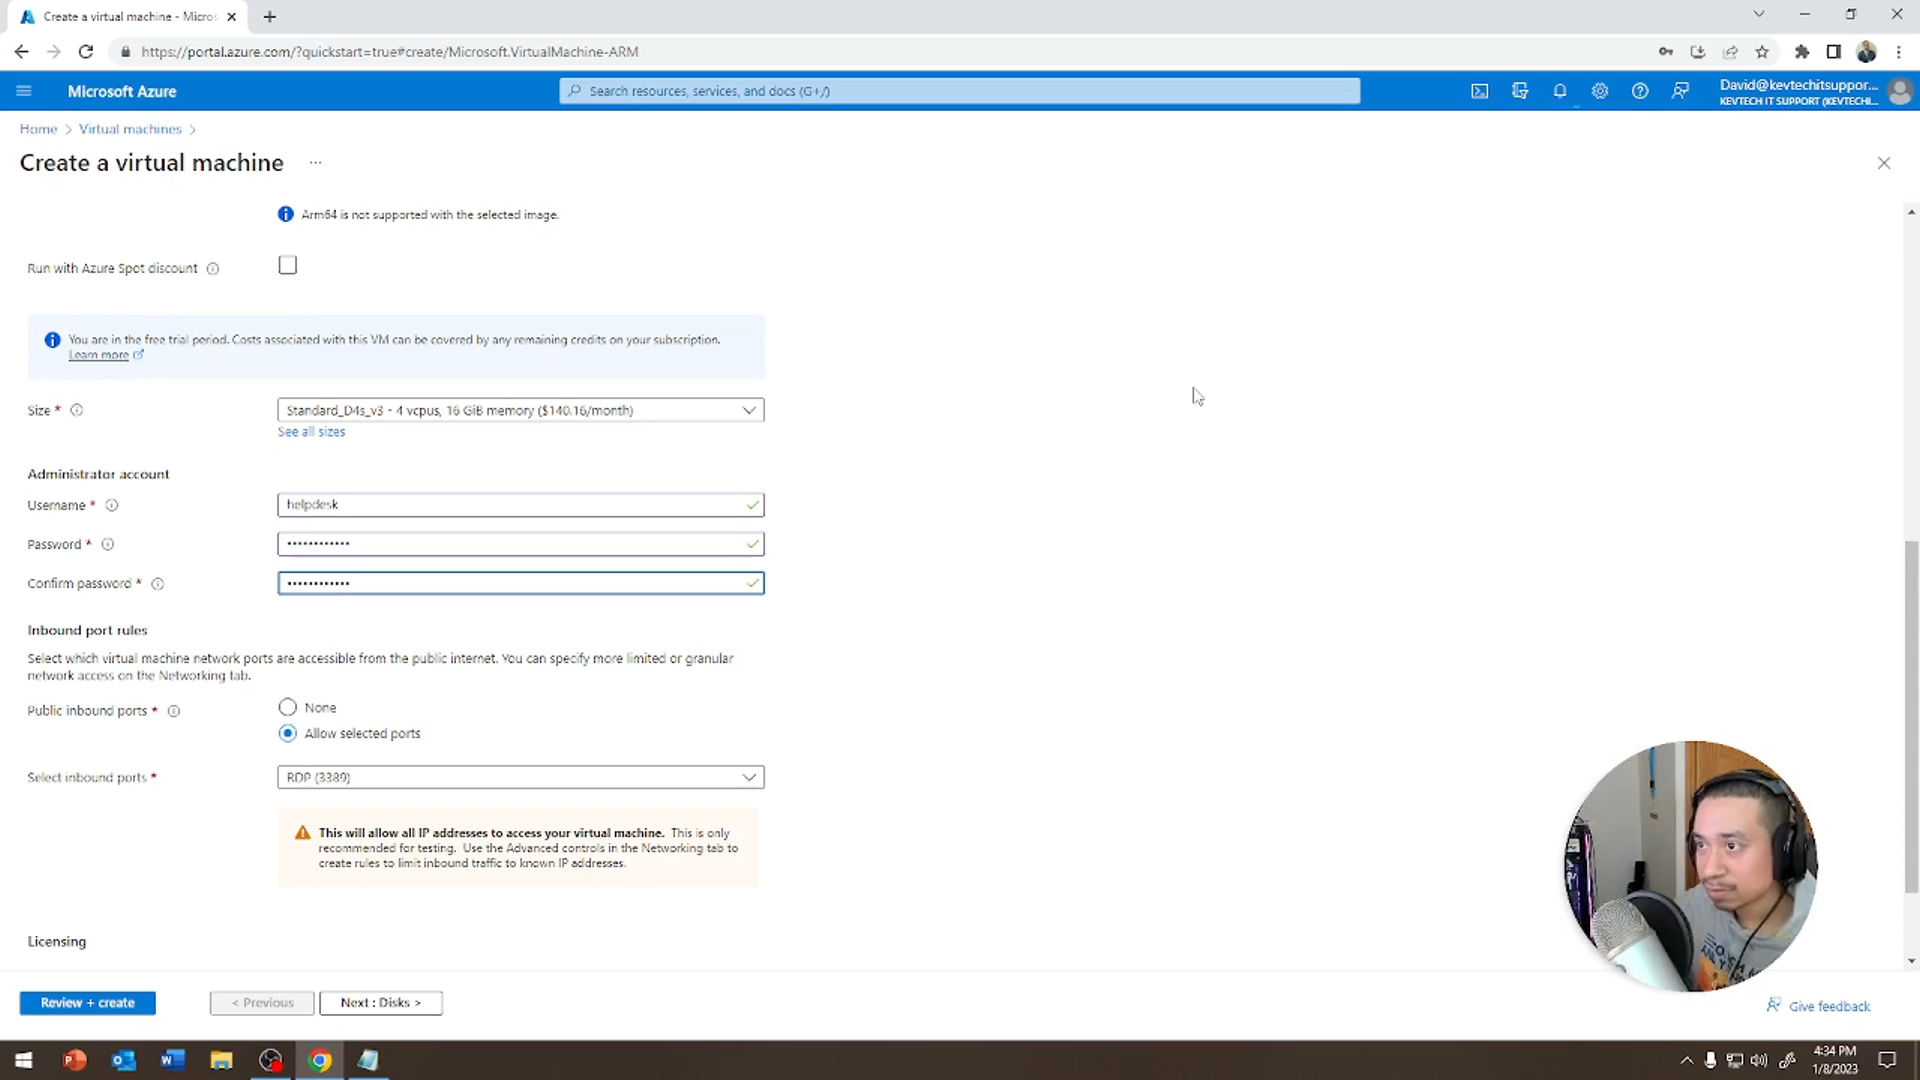 Create a virtual machine - Micros
https://portal.azure.com/?quickstart=true#create/Microsoft.VirtualMachine-ARM
Microsoft Azure
Search resources, services, and docs (G+/)
David@kevtechitsuppor...
KEVTECH IT SUPPORT (KEVTECHI...
Home > Virtual machines >
Create a virtual machine ...
Arm64 is not supported with the selected image.
Run with Azure Spot discount
You are in the free trial period. Costs associated with this VM can be covered by any remaining credits on your subscription.
Learn more
Size *
Standard_D4s_v3 - 4 vcpus, 16 GiB memory ($140.16/month)
See all sizes
Administrator account
Username *
helpdesk
Password *
••••••••••••
Confirm password *
••••••••••••
Inbound port rules
Select which virtual machine network ports are accessible from the public internet. You can specify more limited or granular
network access on the Networking tab.
Public inbound ports *
None
Allow selected ports
Select inbound ports *
RDP (3389)
This will allow all IP addresses to access your virtual machine. This is only
recommended for testing. Use the Advanced controls in the Networking tab to
create rules to limit inbound traffic to known IP addresses.
Licensing
Review + create
< Previous
Next : Disks >
Give feedback
4:34 PM
1/8/2023